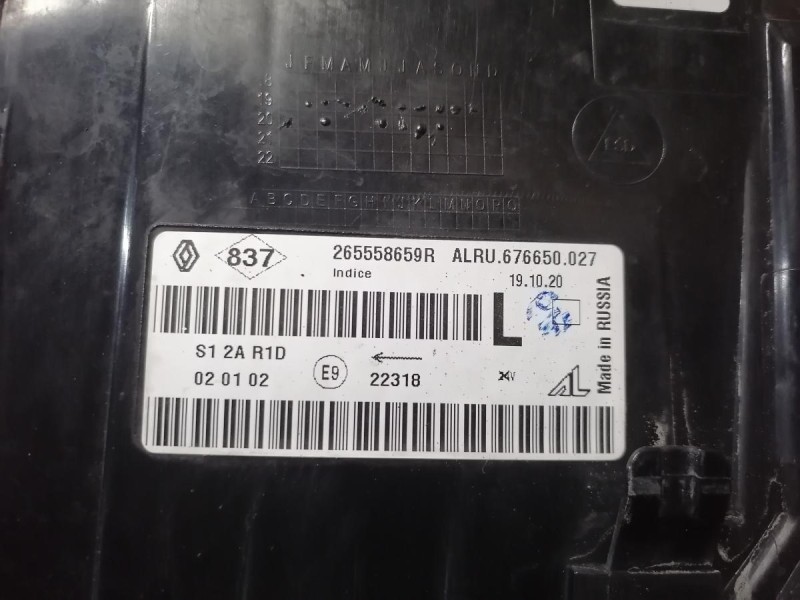 J F M A M J J A S O N D
19
20
21
22
837
265558659R ALRU.676650.027
Indice
19.10.20
L
Made in RUSSIA
S1 2A R1D
02 01 02
E9
22318
AL